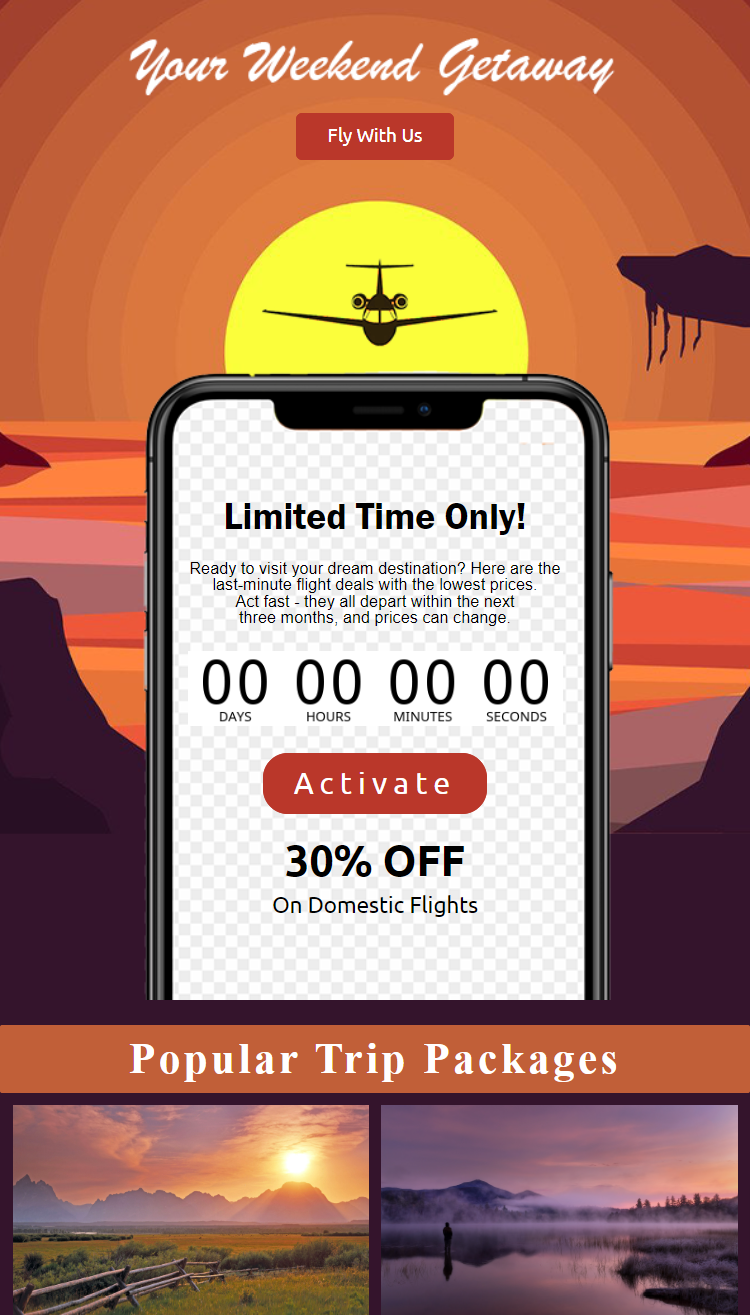 Your Weekend Getaway
Fly With Us
Limited Time Only!
Ready to visit your dream destination? Here are the
last-minute flight deals with the lowest prices.
Act fast - they all depart within the next
three months, and prices can change.
00 00 00 00
DAYS HOURS MINUTES SECONDS
Activate
30% OFF
On Domestic Flights
Popular Trip Packages